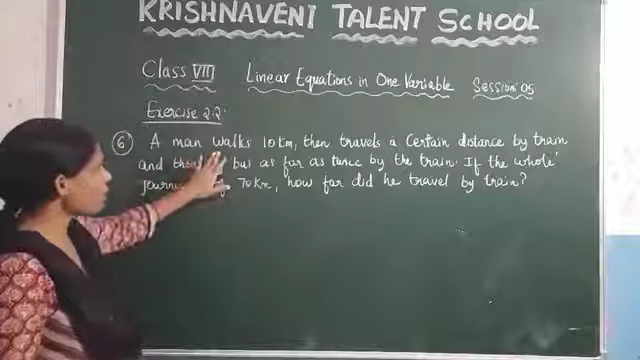 KRISHNAVENI TALENT SCHOOL
Class VIII Linear Equations in One Variable Session 05
Exercise 2.2
6 A man walks 10 Km, then travels a Certain distance by train
and bus as far as twice by the train. If the whole
70 Km, how far did he travel by train?